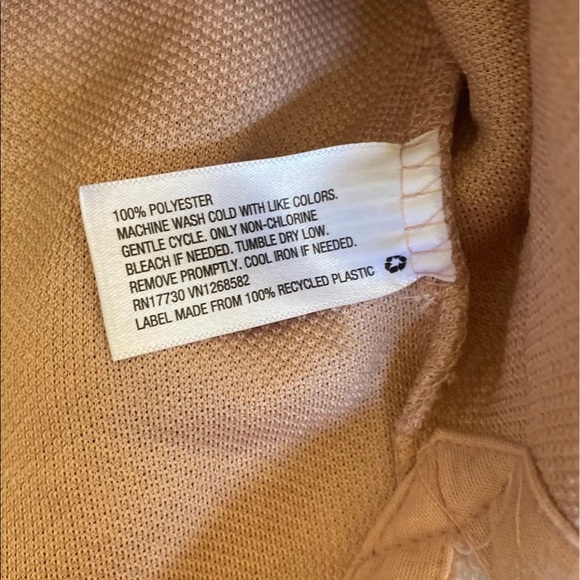 100% POLYESTER
MACHINE WASH COLD WITH LIKE COLORS.
GENTLE CYCLE. ONLY NON-CHLORINE
BLEACH IF NEEDED. TUMBLE DRY LOW.
REMOVE PROMPTLY. COOL IRON IF NEEDED.
RN17730 VN1268582
LABEL MADE FROM 100% RECYCLED PLASTIC